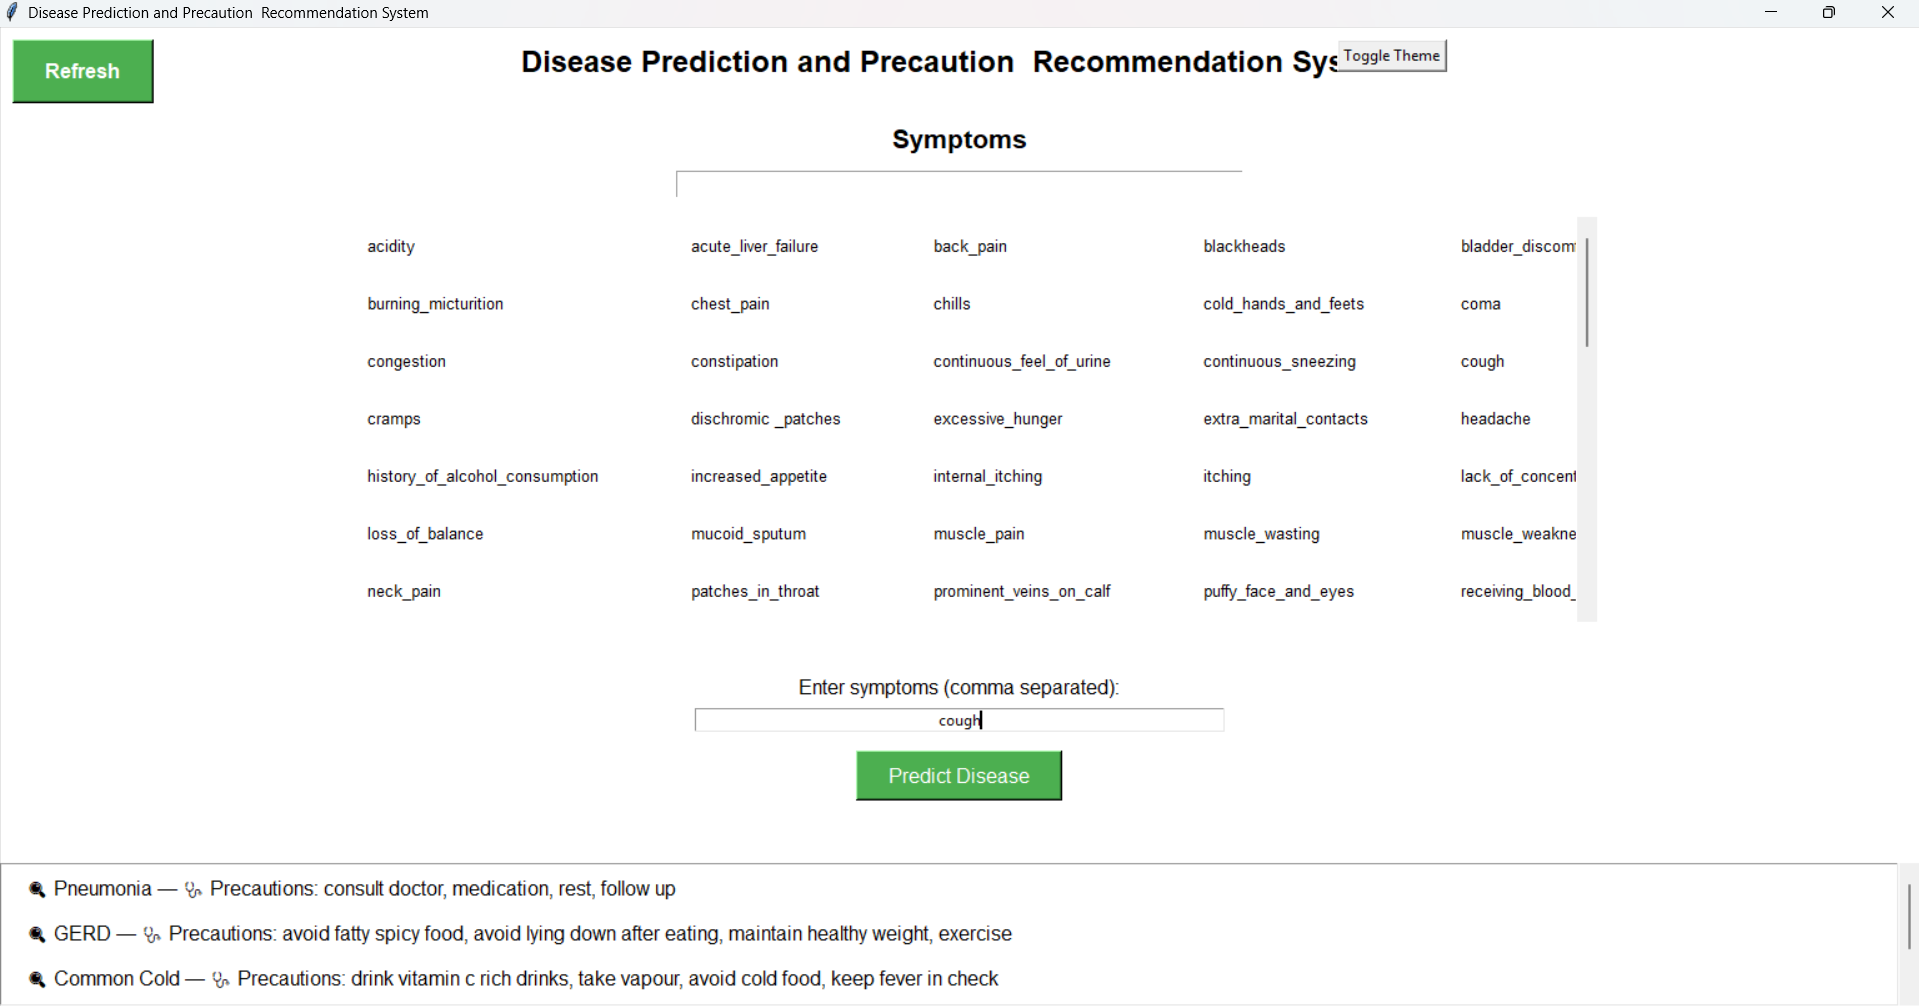 Disease Prediction and Precaution  Recommendation System
Refresh
Disease Prediction and Precaution  Recommendation Sys
Toggle Theme
Symptoms
acidity acute_liver_failure back_pain blackheads bladder_discom
burning_micturition chest_pain chills cold_hands_and_feets coma
congestion constipation continuous_feel_of_urine continuous_sneezing cough
cramps dischromic _patches excessive_hunger extra_marital_contacts headache
history_of_alcohol_consumption increased_appetite internal_itching itching lack_of_concent
loss_of_balance mucoid_sputum muscle_pain muscle_wasting muscle_weakne
neck_pain patches_in_throat prominent_veins_on_calf puffy_face_and_eyes receiving_blood_
Enter symptoms (comma separated):
cough
Predict Disease
Pneumonia — Precautions: consult doctor, medication, rest, follow up
GERD — Precautions: avoid fatty spicy food, avoid lying down after eating, maintain healthy weight, exercise
Common Cold — Precautions: drink vitamin c rich drinks, take vapour, avoid cold food, keep fever in check